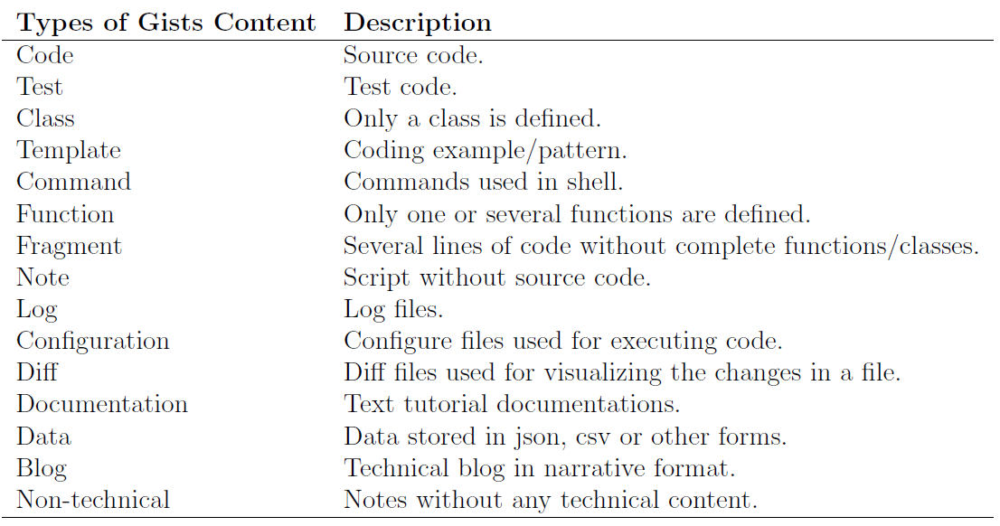 Types of Gists Content Description
Code Source code.
Test Test code.
Class Only a class is defined.
Template Coding example/pattern.
Command Commands used in shell.
Function Only one or several functions are defined.
Fragment Several lines of code without complete functions/classes.
Note Script without source code.
Log Log files.
Configuration Configure files used for executing code.
Diff Diff files used for visualizing the changes in a file.
Documentation Text tutorial documentations.
Data Data stored in json, csv or other forms.
Blog Technical blog in narrative format.
Non-technical Notes without any technical content.